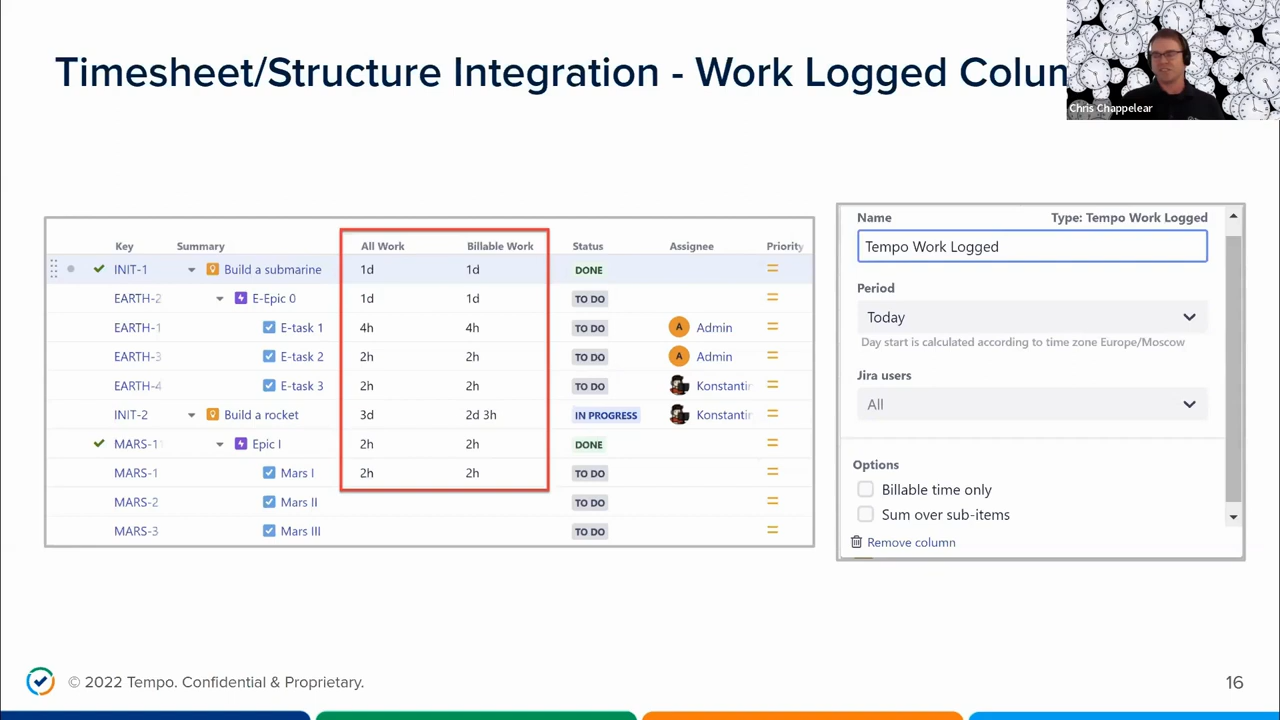 Timesheet/Structure Integration - Work Logged Colum
Chris Chappelear
Key Summary All Work Billable Work Status Assignee Priority
INIT-1 Build a submarine 1d 1d DONE
EARTH-2 E-Epic 0 1d 1d TO DO
EARTH-1 E-task 1 4h 4h TO DO A Admin
EARTH-3 E-task 2 2h 2h TO DO A Admin
EARTH-4 E-task 3 2h 2h TO DO Konstantin
INIT-2 Build a rocket 3d 2d 3h IN PROGRESS Konstantin
MARS-11 Epic I 2h 2h DONE
MARS-1 Mars I 2h 2h TO DO
MARS-2 Mars II TO DO
MARS-3 Mars III TO DO
Name Type: Tempo Work Logged
Tempo Work Logged
Period
Today
Day start is calculated according to time zone Europe/Moscow
Jira users
All
Options
Billable time only
Sum over sub-items
Remove column
© 2022 Tempo. Confidential & Proprietary.
16